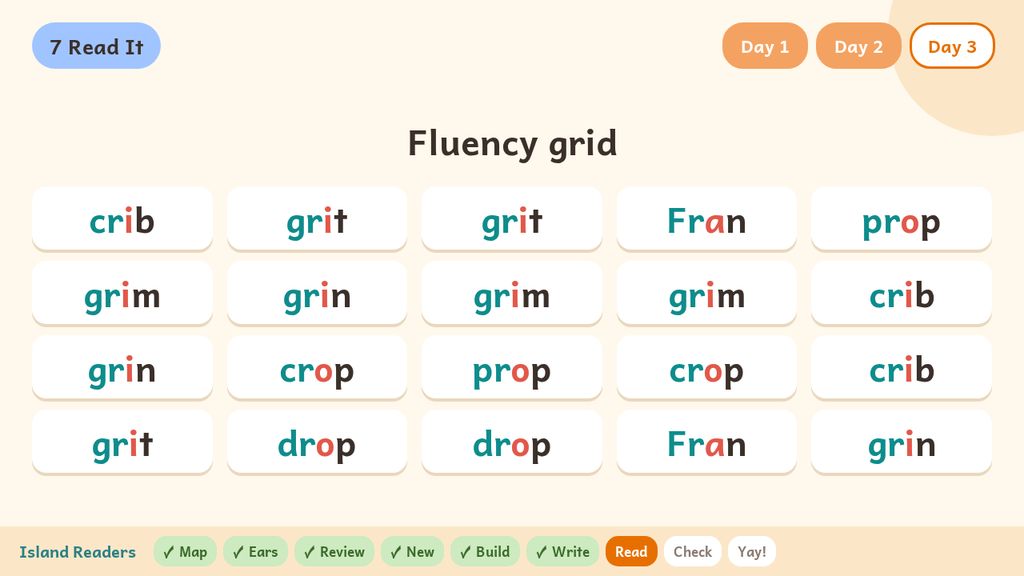 7 Read It
Day 1 Day 2 Day 3
Fluency grid
crib grit grit Fran prop
grim grin grim grim crib
grin crop prop crop crib
grit drop drop Fran grin
Island Readers ✓ Map ✓ Ears ✓ Review ✓ New ✓ Build ✓ Write Read Check Yay!